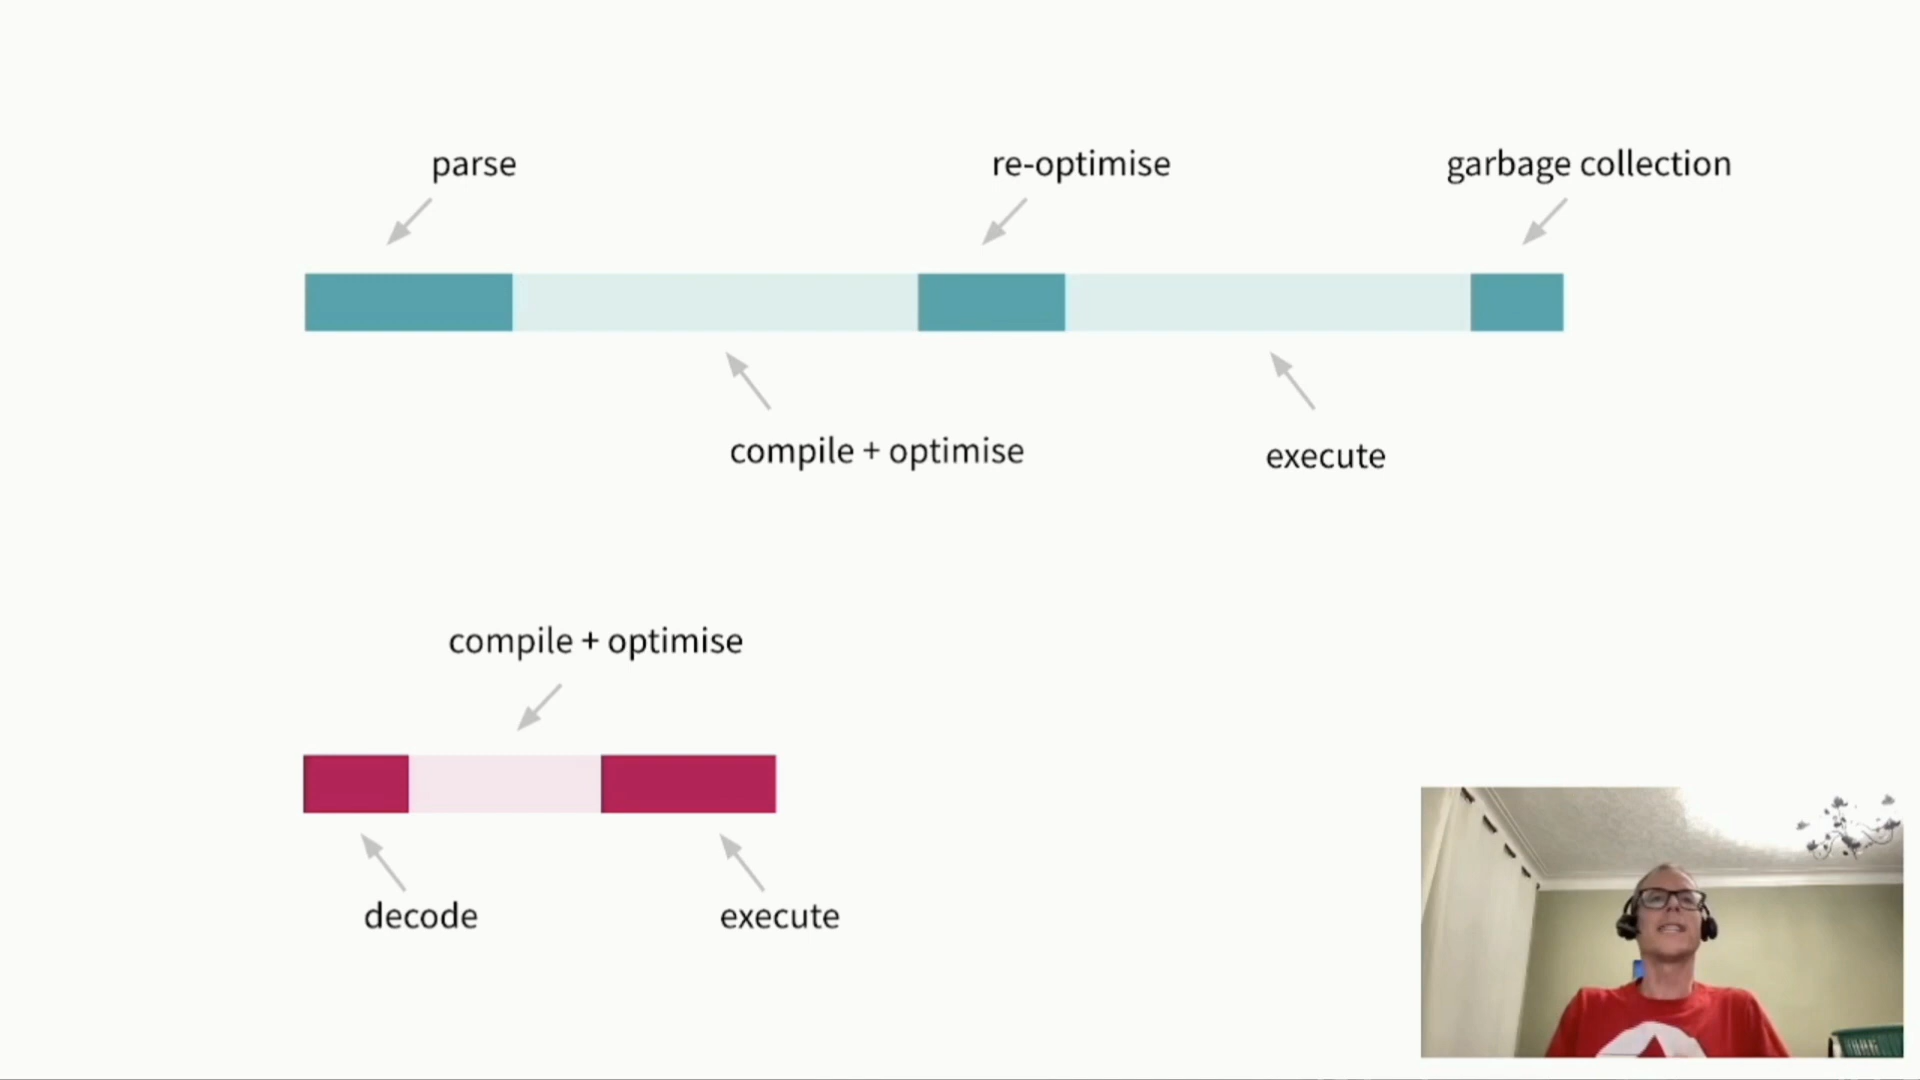 parse
re-optimise
garbage collection
compile + optimise
execute
compile + optimise
decode
execute